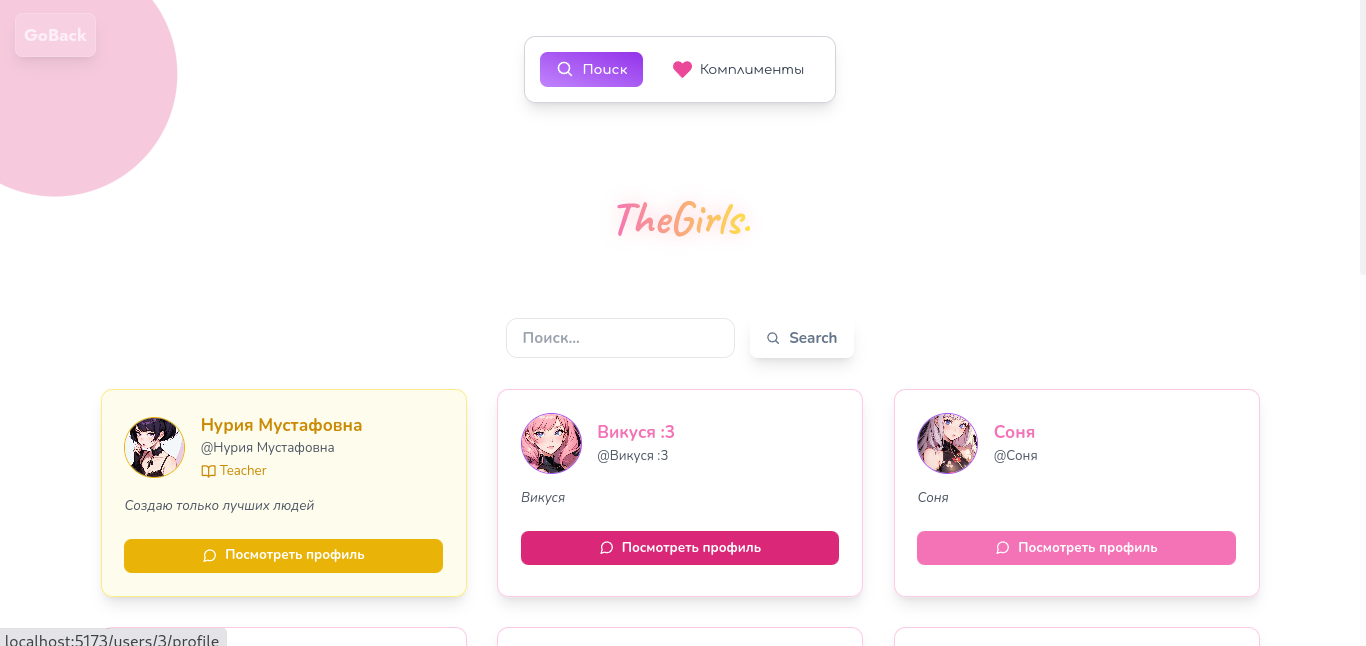 GoBack
Поиск
Комплименты
TheGirls.
Поиск...
Search
Нурия Мустафовна
@Нурия Мустафовна
Teacher
Создаю только лучших людей
Посмотреть профиль
Викуся :3
@Викуся :3
Викуся
Посмотреть профиль
Соня
@Соня
Соня
Посмотреть профиль
localhost:5173/users/3/profile